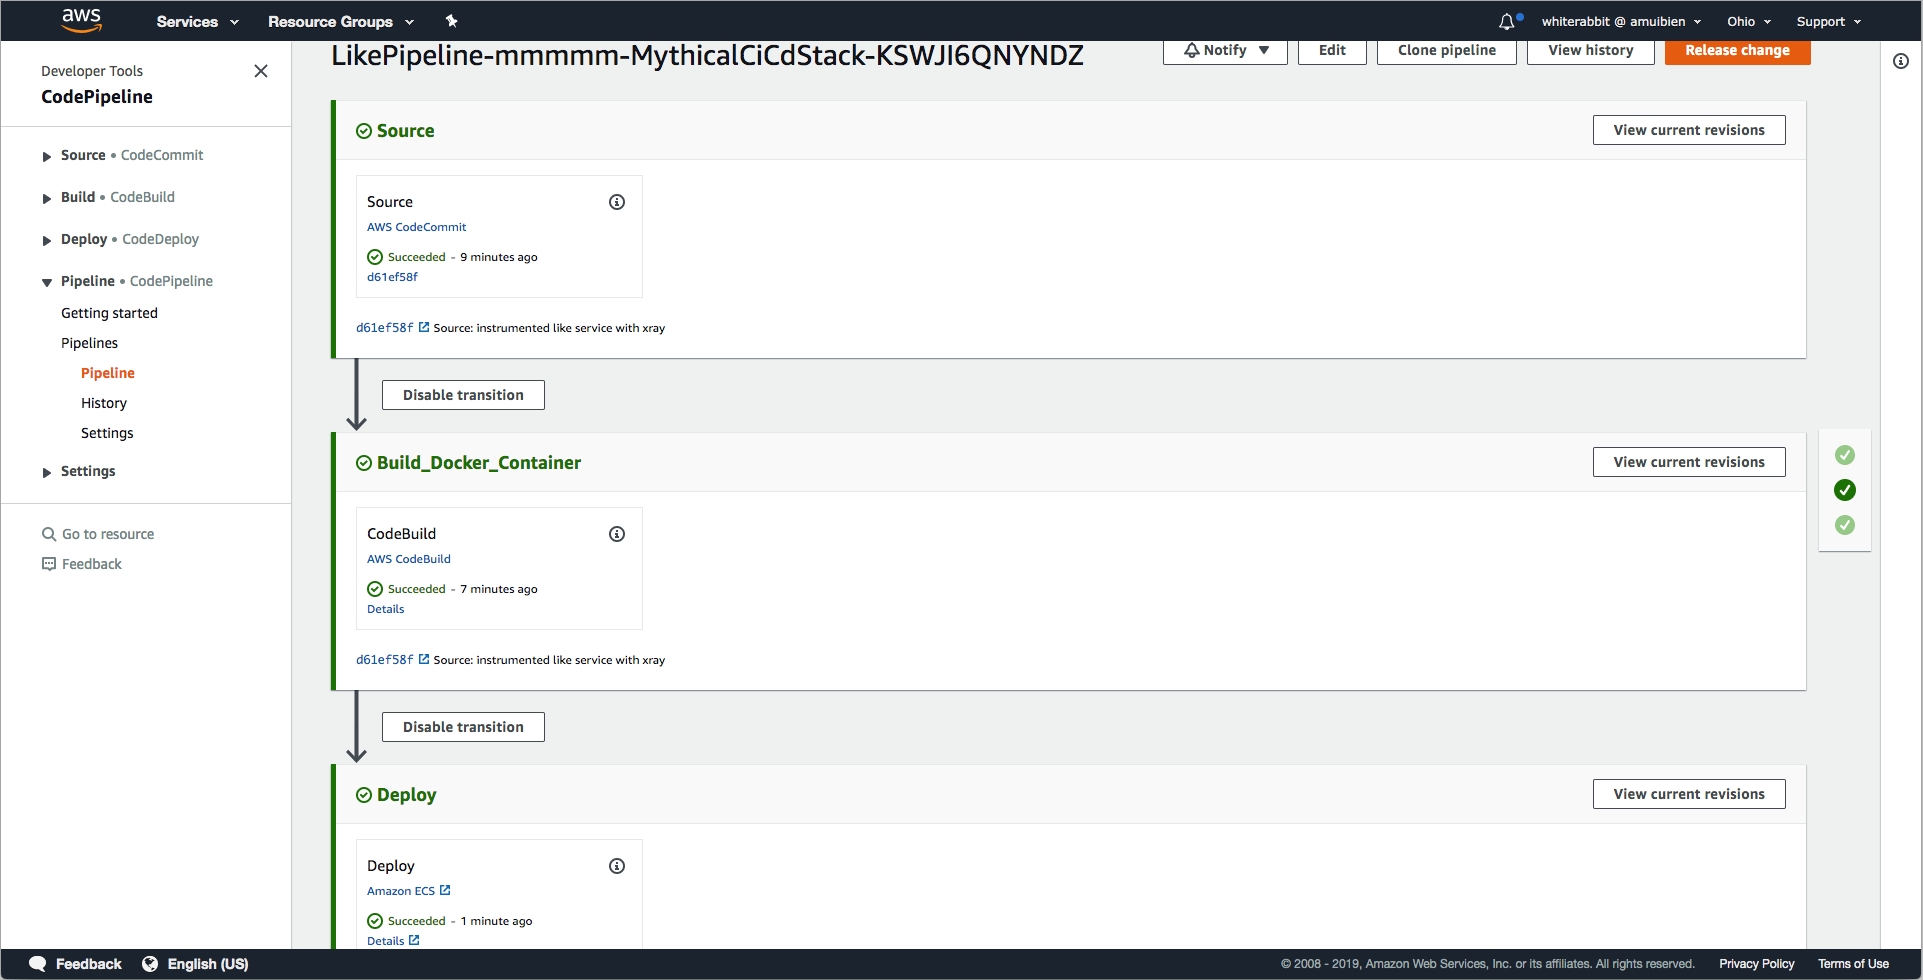 aws Services Resource Groups whiterabbit @ amuibien Ohio Support
Developer Tools
CodePipeline
Source • CodeCommit
Build • CodeBuild
Deploy • CodeDeploy
Pipeline • CodePipeline
Getting started
Pipelines
Pipeline
History
Settings
Settings
Go to resource
Feedback
LikePipeline-mmmmm-MythicalCiCdStack-KSWJI6QNYNDZ
Notify Edit Clone pipeline View history Release change
Source View current revisions
Source
AWS CodeCommit
Succeeded - 9 minutes ago
d61ef58f
d61ef58f Source: instrumented like service with xray
Disable transition
Build_Docker_Container View current revisions
CodeBuild
AWS CodeBuild
Succeeded - 7 minutes ago
Details
d61ef58f Source: instrumented like service with xray
Disable transition
Deploy View current revisions
Deploy
Amazon ECS
Succeeded - 1 minute ago
Details
Feedback English (US) © 2008 - 2019, Amazon Web Services, Inc. or its affiliates. All rights reserved. Privacy Policy Terms of Use